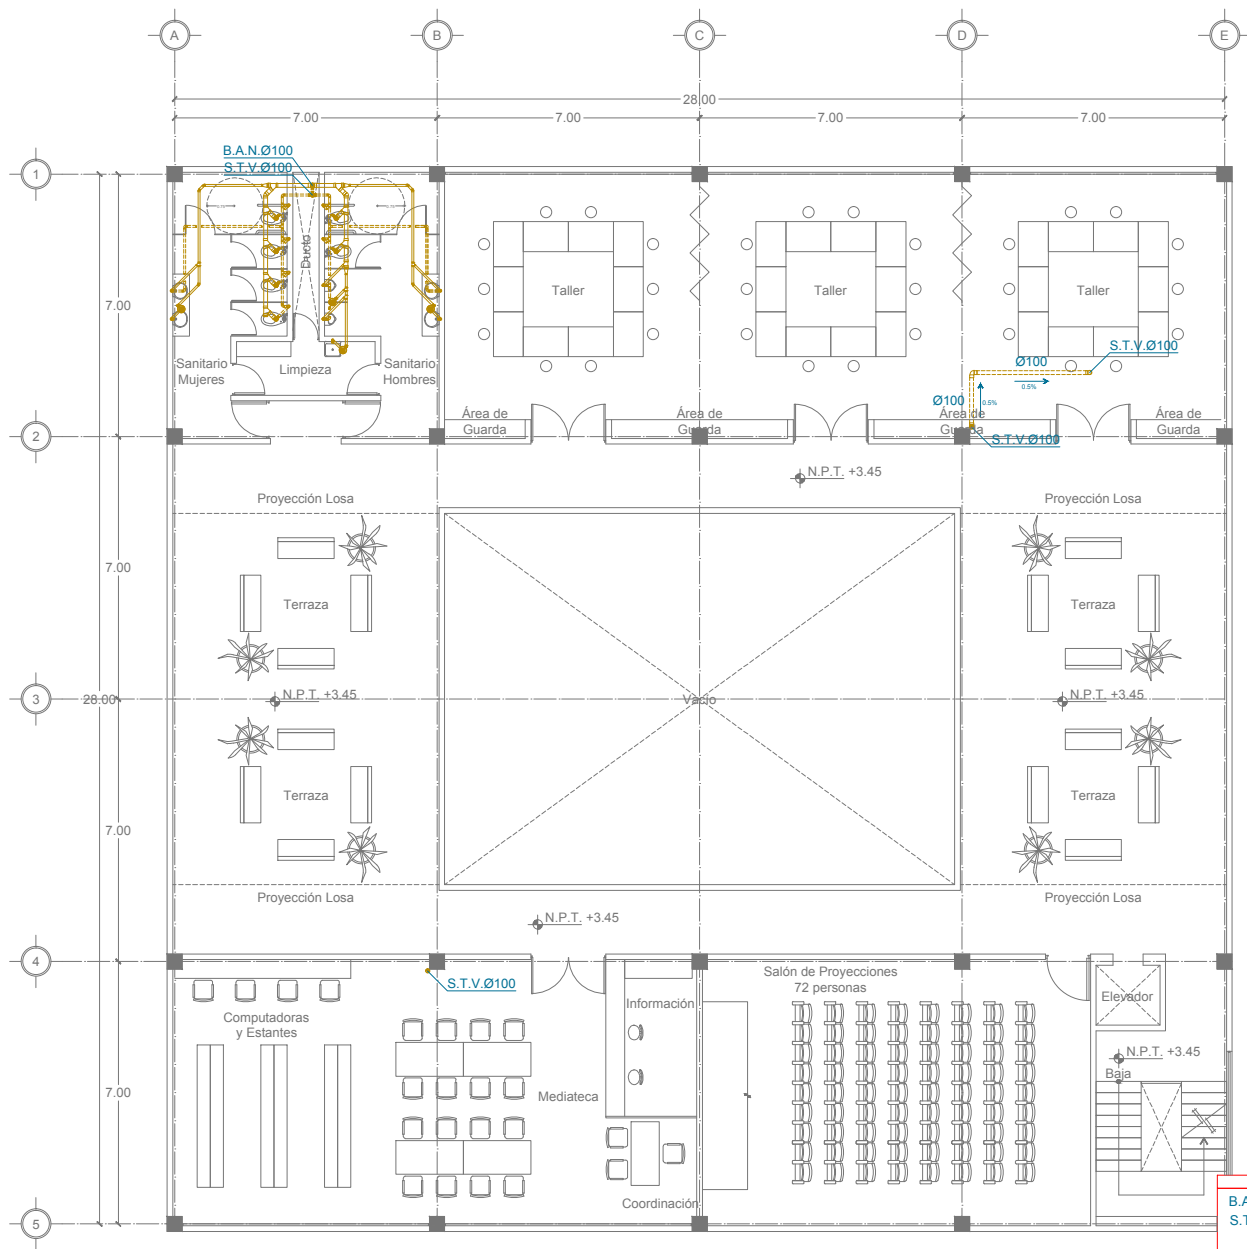 A
B
C
D
E
28.00
7.00
7.00
7.00
7.00
B.A.N.Ø100
S.T.V.Ø100
1
Ducto
7.00
Taller
Taller
Taller
S.T.V.Ø100
Ø100
0.5%
Sanitario
Mujeres
Limpieza
Sanitario
Hombres
Ø100
0.5%
Área de
Guarda
Área de
Guarda
Área de
Guarda
Área de
Guarda
2
S.T.V.Ø100
N.P.T. +3.45
Proyección Losa
Proyección Losa
7.00
Terraza
Terraza
3
28.00
N.P.T. +3.45
Vacío
N.P.T. +3.45
Terraza
Terraza
7.00
Proyección Losa
Proyección Losa
N.P.T. +3.45
4
S.T.V.Ø100
Salón de Proyecciones
72 personas
Información
Elevador
Computadoras
y Estantes
N.P.T. +3.45
Baja
7.00
Mediateca
Coordinación
5
B.A
S.T